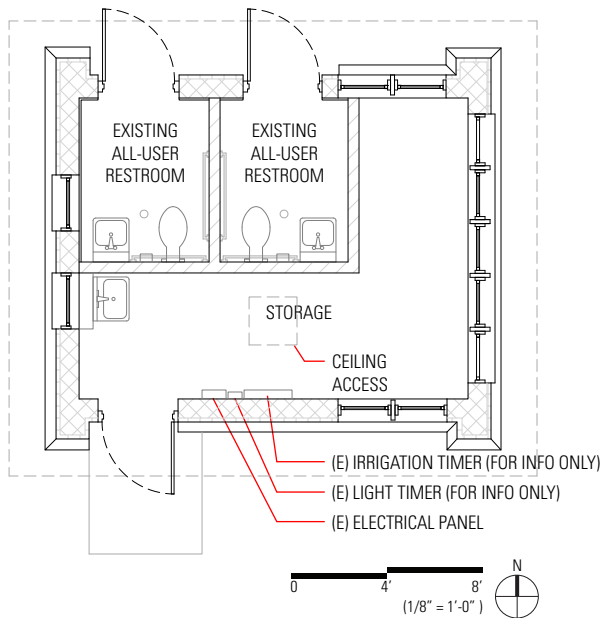 EXISTING
ALL-USER
RESTROOM
EXISTING
ALL-USER
RESTROOM
STORAGE
CEILING
ACCESS
(E) IRRIGATION TIMER (FOR INFO ONLY)
(E) LIGHT TIMER (FOR INFO ONLY)
(E) ELECTRICAL PANEL
0 4' 8'
(1/8" = 1'-0" )
N